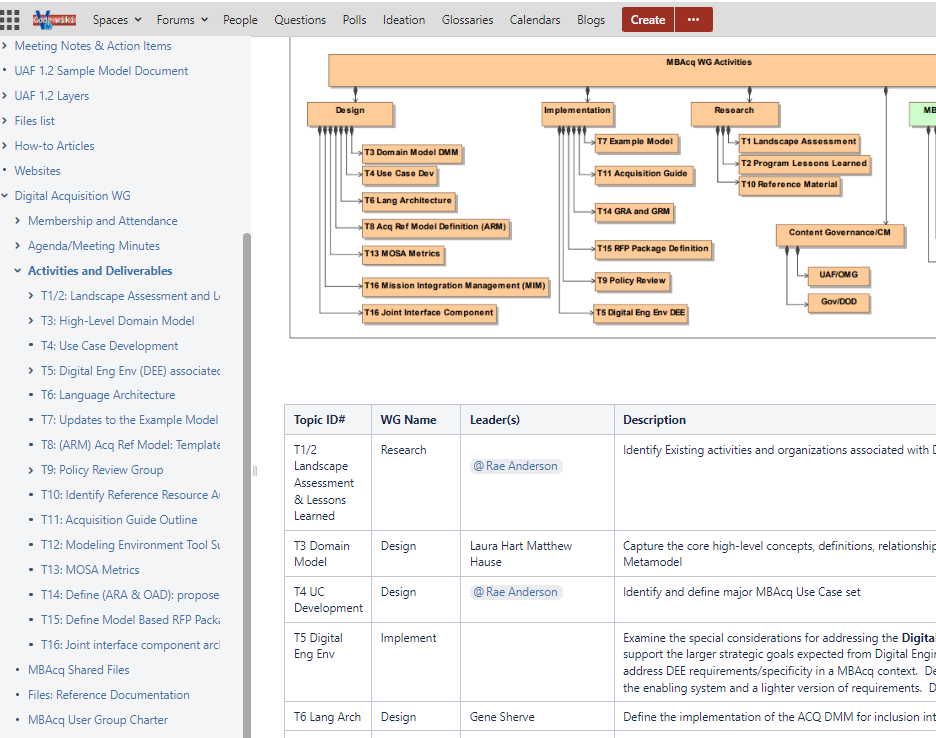 Code wiki
Spaces Forums People Questions Polls Ideation Glossaries Calendars Blogs Create ...
Meeting Notes & Action Items
UAF 1.2 Sample Model Document
UAF 1.2 Layers
Files list
How-to Articles
Websites
Digital Acquisition WG
Membership and Attendance
Agenda/Meeting Minutes
Activities and Deliverables
T1/2: Landscape Assessment and L
T3: High-Level Domain Model
T4: Use Case Development
T5: Digital Eng Env (DEE) associated
T6: Language Architecture
T7: Updates to the Example Model
T8: (ARM) Acq Ref Model: Template
T9: Policy Review Group
T10: Identify Reference Resource A
T11: Acquisition Guide Outline
T12: Modeling Environment Tool Su
T13: MOSA Metrics
T14: Define (ARA & OAD): propose
T15: Define Model Based RFP Packa
T16: Joint interface component arc
MBAcq Shared Files
Files: Reference Documentation
MBAcq User Group Charter
MBAcq WG Activities
Design
T3 Domain Model DMM
T4 Use Case Dev
T6 Lang Architecture
T8 Acq Ref Model Definition (ARM)
T13 MOSA Metrics
T16 Mission Integration Management (MIM)
T16 Joint Interface Component
Implementation
T7 Example Model
T11 Acquisition Guide
T14 GRA and GRM
T15 RFP Package Definition
T9 Policy Review
T5 Digital Eng Env DEE
Research
T1 Landscape Assessment
T2 Program Lessons Learned
T10 Reference Material
Content Governance/CM
UAF/OMG
Gov/DOD
MB
Topic ID# WG Name Leader(s) Description
T1/2
Landscape
Assessment
& Lessons
Learned
Research
@Rae Anderson
Identify Existing activities and organizations associated with D
T3 Domain
Model
Design
Laura Hart Matthew
Hause
Capture the core high-level concepts, definitions, relationship
Metamodel
T4 UC
Development
Design
@Rae Anderson
Identify and define major MBAcq Use Case set
T5 Digital
Eng Env
Implement
Examine the special considerations for addressing the Digital
support the larger strategic goals expected from Digital Engin
address DEE requirements/specificity in a MBAcq context. De
the enabling system and a lighter version of requirements. D
T6 Lang Arch
Design
Gene Sherve
Define the implementation of the ACQ DMM for inclusion int